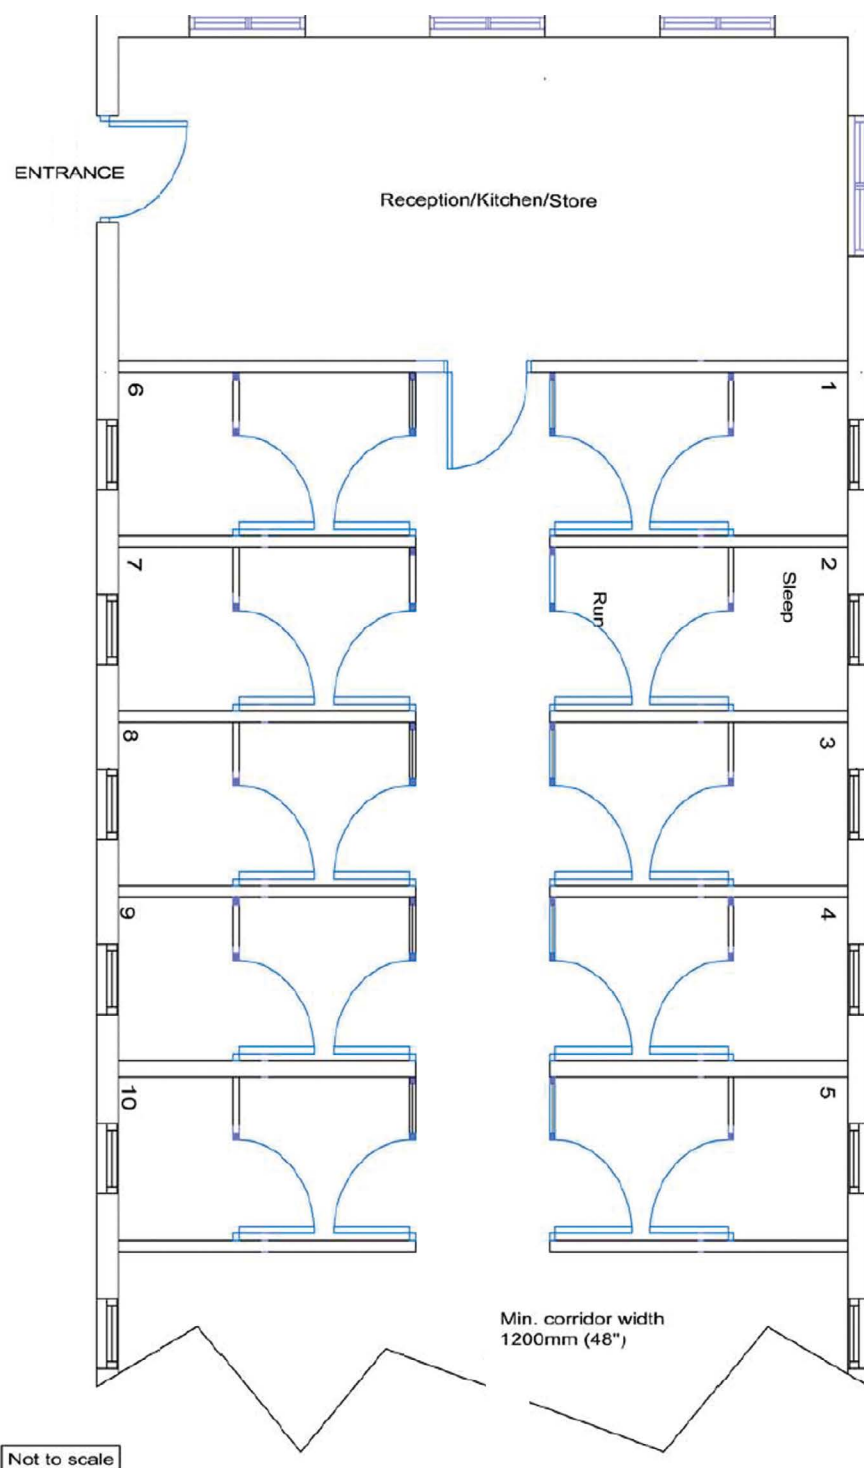 ENTRANCE
Reception/Kitchen/Store
6
1
7
2
Run
Sleep
8
3
9
4
10
5
Min. corridor width
1200mm (48")
Not to scale